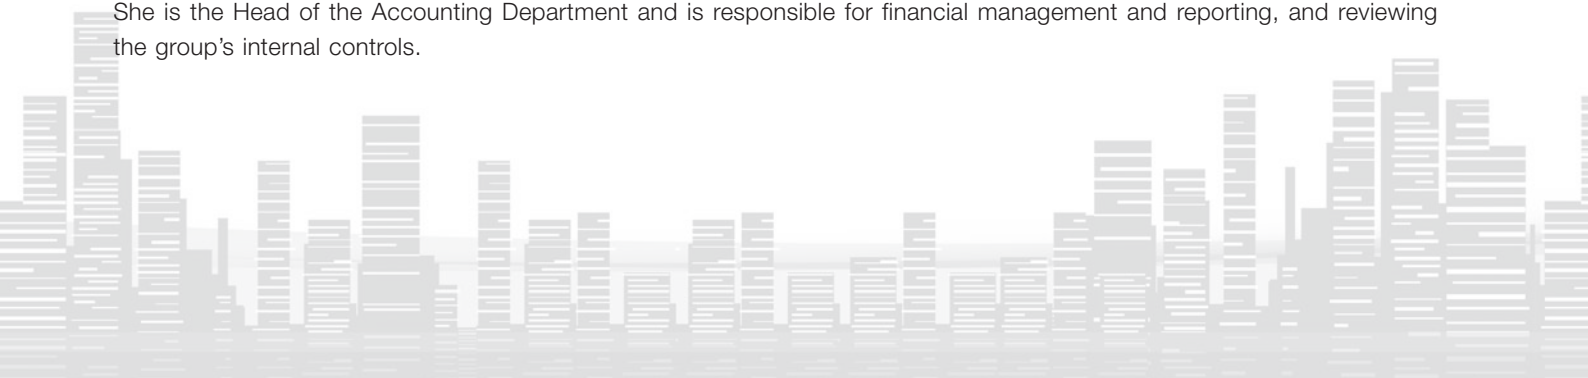 She is the Head of the Accounting Department and is responsible for financial management and reporting, and reviewing
the group's internal controls.